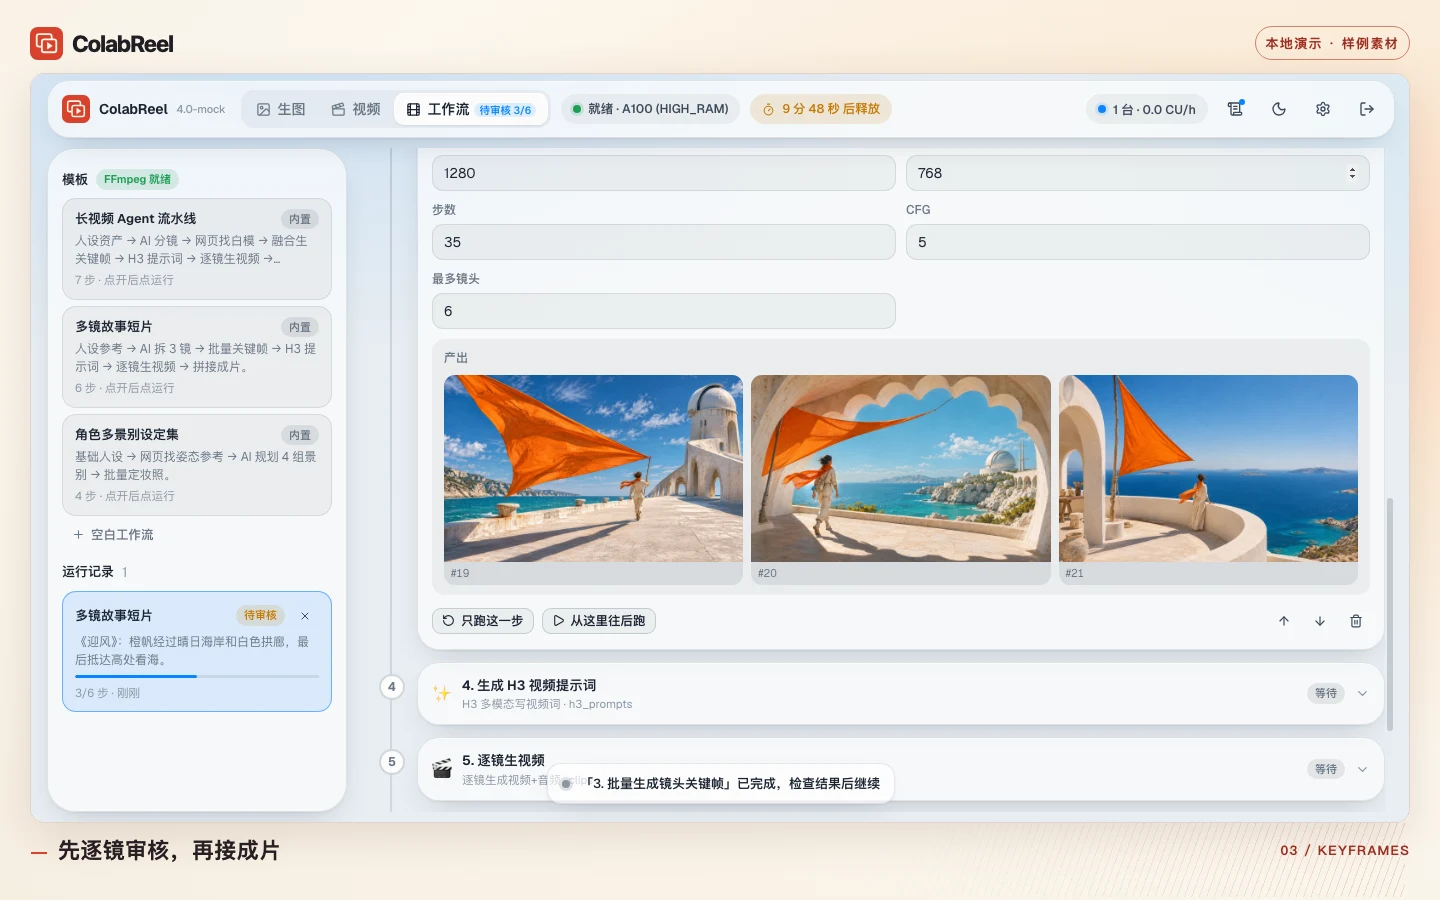 ColabReel
本地演示 · 样例素材
ColabReel 4.0-mock
生图
视频
工作流 待审核 3/6
就绪 · A100 (HIGH_RAM)
9 分 48 秒 后释放
1 台 · 0.0 CU/h
模板 FFmpeg 就绪
长视频 Agent 流水线 内置
人设资产 → AI 分镜 → 网页找白模 → 融合生
关键帧 → H3 提示词 → 逐镜生视频 →...
7 步 · 点开后点运行
多镜故事短片 内置
人设参考 → AI 拆 3 镜 → 批量关键帧 → H3 提
示词 → 逐镜生视频 → 拼接成片。
6 步 · 点开后点运行
角色多景别设定集 内置
基础人设 → 网页找姿态参考 → AI 规划 4 组景
别 → 批量定妆照。
4 步 · 点开后点运行
+ 空白工作流
运行记录 1
多镜故事短片 待审核 ×
《迎风》：橙帆经过晴日海岸和白色拱廊，最
后抵达高处看海。
3/6 步 · 刚刚
1280
768
步数
CFG
35
5
最多镜头
6
产出
#19
#20
#21
只跑这一步
从这里往后跑
4
4. 生成 H3 视频提示词
H3 多模态写视频词 · h3_prompts
等待
5
5. 逐镜生视频
逐镜生成视频+音频
等待
「3. 批量生成镜头关键帧」已完成，检查结果后继续
先逐镜审核，再接成片
03 / KEYFRAMES